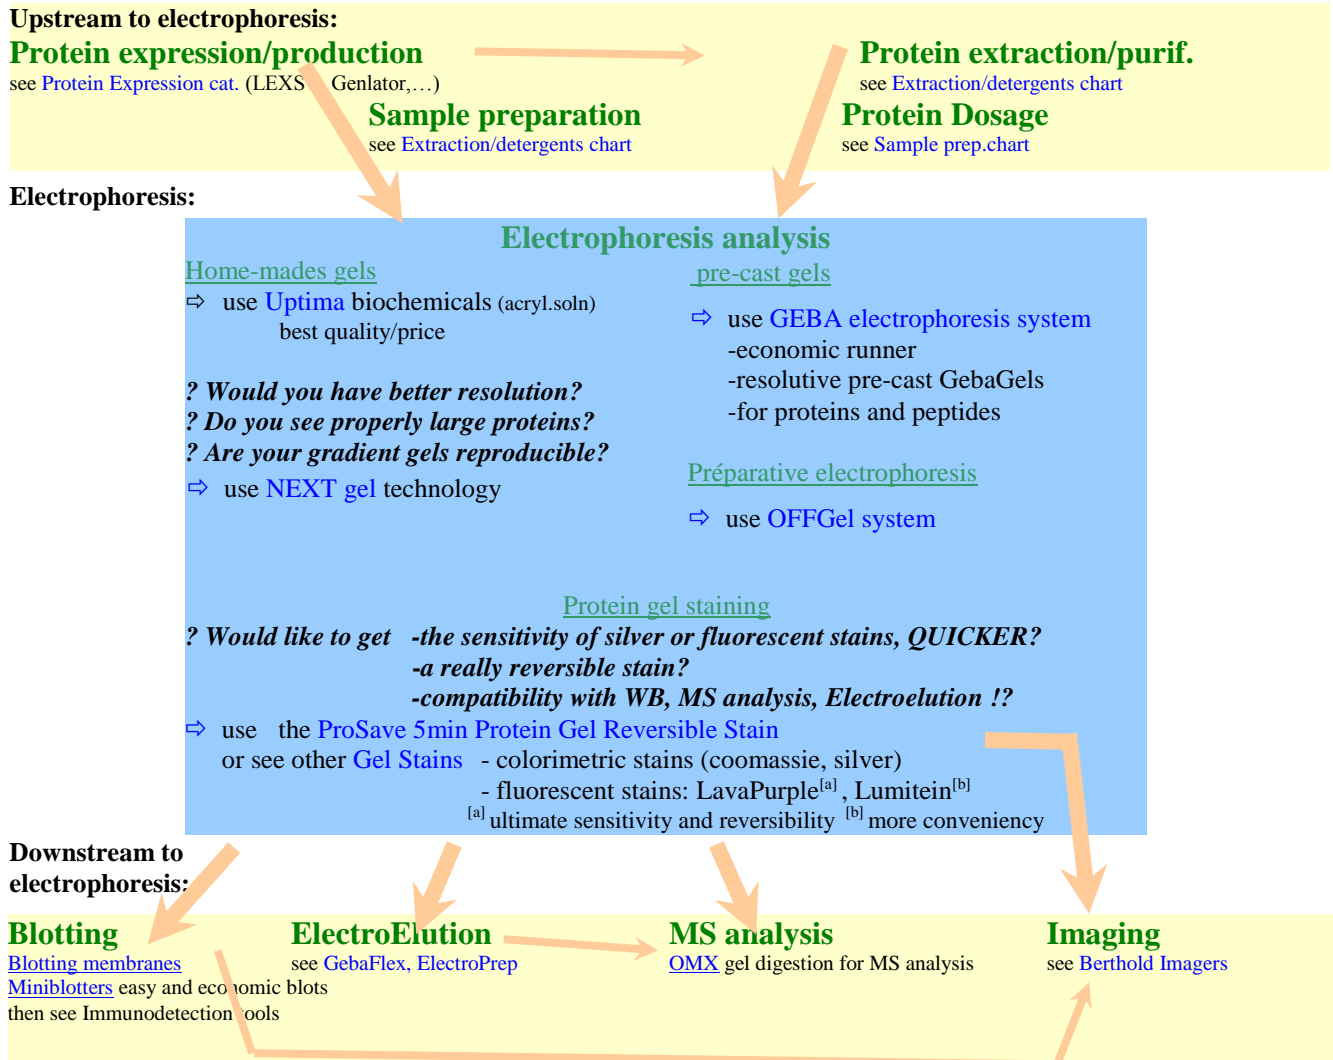 Upstream to electrophoresis:
Protein expression/production
see Protein Expression cat. (LEXS Genlator,…)
Protein extraction/purif.
see Extraction/detergents chart
Sample preparation
see Extraction/detergents chart
Protein Dosage
see Sample prep.chart
Electrophoresis:
Electrophoresis analysis
Home-mades gels
⇨ use Uptima biochemicals (acryl.soln)
best quality/price
? Would you have better resolution?
? Do you see properly large proteins?
? Are your gradient gels reproducible?
⇨ use NEXT gel technology
pre-cast gels
⇨ use GEBA electrophoresis system
-economic runner
-resolutive pre-cast GebaGels
-for proteins and peptides
Préparative electrophoresis
⇨ use OFFGel system
Protein gel staining
? Would like to get -the sensitivity of silver or fluorescent stains, QUICKER?
-a really reversible stain?
-compatibility with WB, MS analysis, Electroelution !?
⇨ use the ProSave 5min Protein Gel Reversible Stain
or see other Gel Stains - colorimetric stains (coomassie, silver)
- fluorescent stains: LavaPurple[a] , Lumitein[b]
[a] ultimate sensitivity and reversibility [b] more conveniency
Downstream to
electrophoresis:
Blotting
Blotting membranes
Miniblotters easy and economic blots
then see Immunodetection tools
ElectroElution
see GebaFlex, ElectroPrep
MS analysis
OMX gel digestion for MS analysis
Imaging
see Berthold Imagers